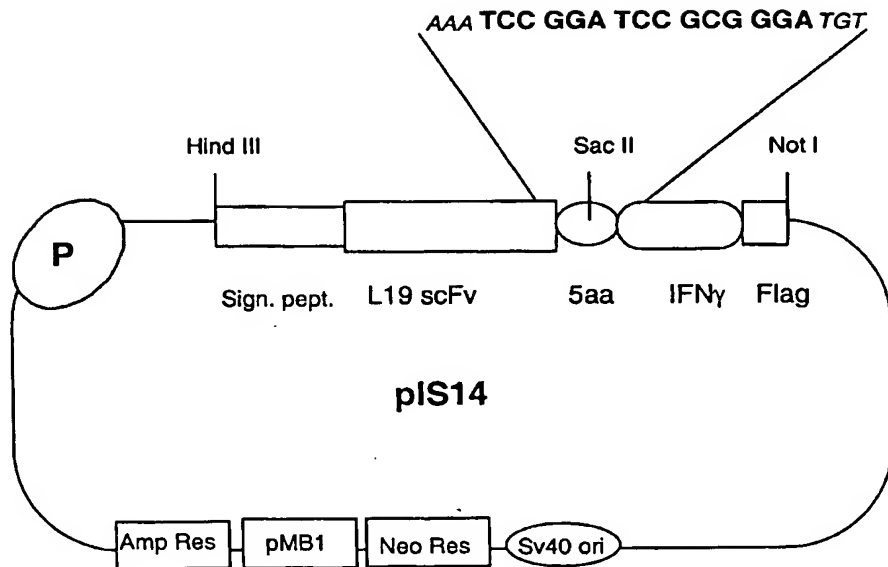 AAA TCC GGA TCC GCG GGA TGT
Hind III
Sac II
Not I
P
Sign. pept.
L19 scFv
5aa
IFNγ
Flag
pIS14
Amp Res
pMB1
Neo Res
Sv40 ori